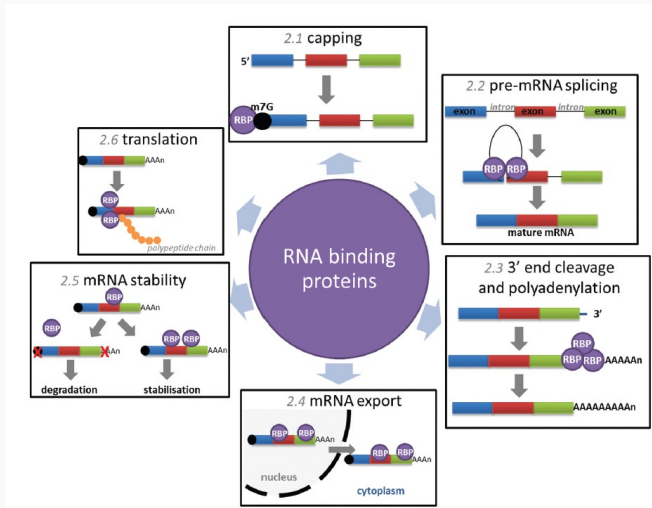 2.1 capping
5'
m7G
RBP
2.2 pre-mRNA splicing
exon intron exon intron exon
RBP RBP
mature mRNA
2.3 3' end cleavage
and polyadenylation
3'
RBP
RBP RBP AAAAAn
AAAAAAAAAn
2.4 mRNA export
RBP RBP AAAn
RBP RBP AAAn
nucleus
cytoplasm
2.5 mRNA stability
RBP
AAAn
RBP
RBP RBP
AAn
AAAn
degradation
stabilisation
2.6 translation
AAAn
RBP
AAAn
RBP
polypeptide chain
RNA binding
proteins